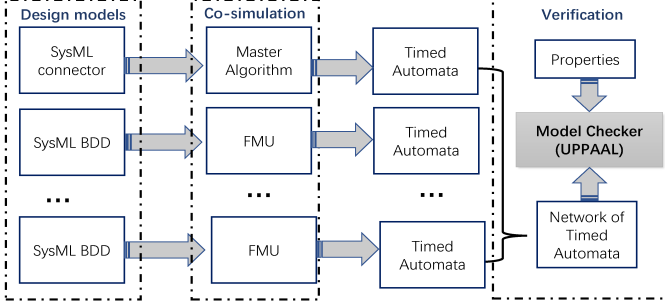 Design models
Co-simulation
Verification
SysML
connector
Master
Algorithm
Timed
Automata
Properties
SysML BDD
FMU
Timed
Automata
Model Checker
(UPPAAL)
...
...
...
SysML BDD
FMU
Timed
Automata
Network of
Timed
Automata